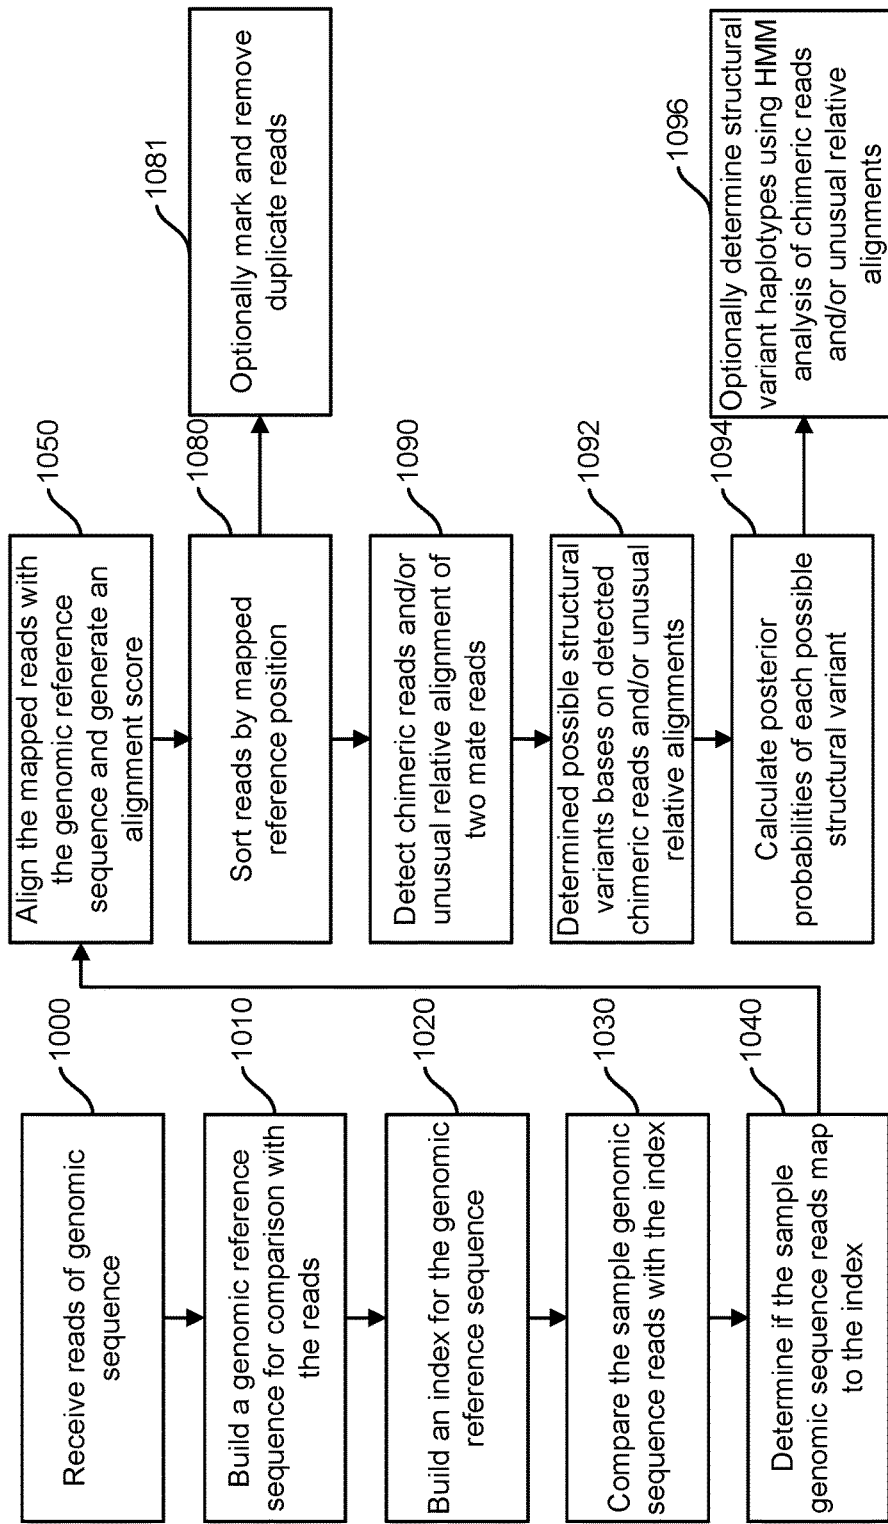 1000
Receive reads of genomic
sequence
1010
Build a genomic reference
sequence for comparison with
the reads
1020
Build an index for the genomic
reference sequence
1030
Compare the sample genomic
sequence reads with the index
1040
Determine if the sample
genomic sequence reads map
to the index
1050
Align the mapped reads with
the genomic reference
sequence and generate an
alignment score
1080
Sort reads by mapped
reference position
1081
Optionally mark and remove
duplicate reads
1090
Detect chimeric reads and/or
unusual relative alignment of
two mate reads
1092
Determined possible structural
variants bases on detected
chimeric reads and/or unusual
relative alignments
1094
Calculate posterior
probabilities of each possible
structural variant
1096
Optionally determine structural
variant haplotypes using HMM
analysis of chimeric reads
and/or unusual relative
alignments